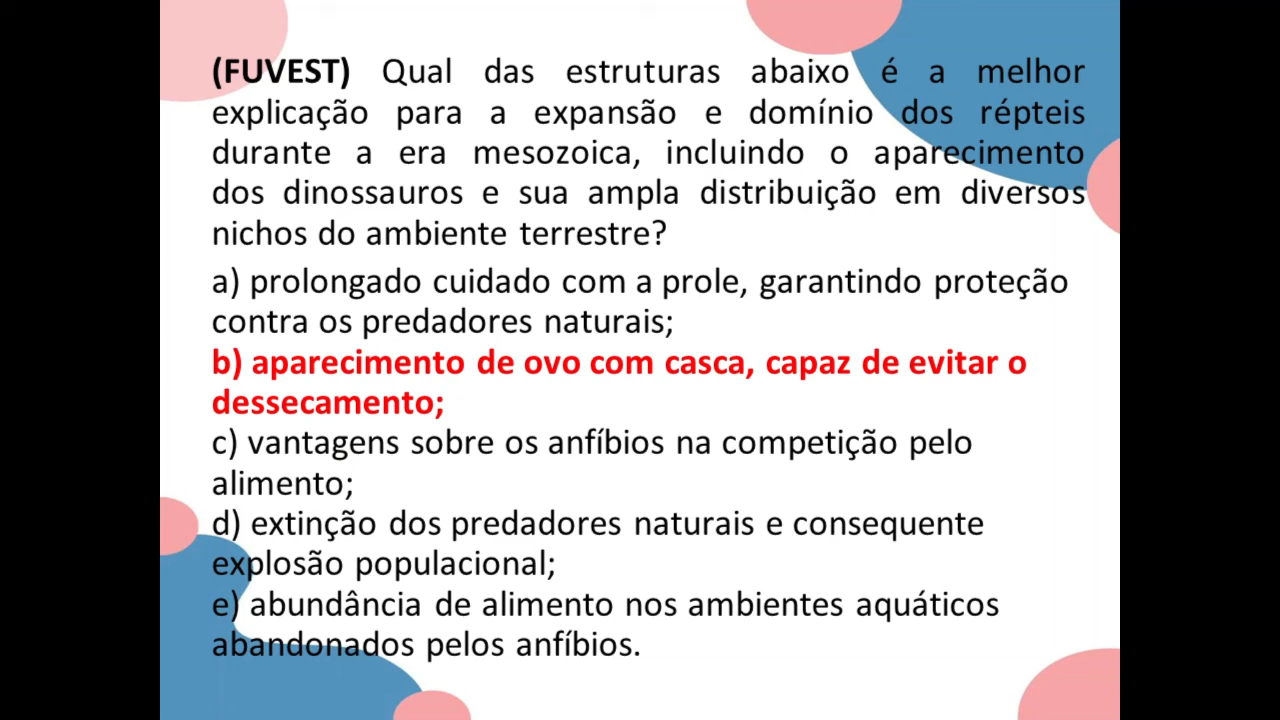 (FUVEST) Qual das estruturas abaixo é a melhor
explicação para a expansão e domínio dos répteis
durante a era mesozoica, incluindo o aparecimento
dos dinossauros e sua ampla distribuição em diversos
nichos do ambiente terrestre?
a) prolongado cuidado com a prole, garantindo proteção
contra os predadores naturais;
b) aparecimento de ovo com casca, capaz de evitar o
dessecamento;
c) vantagens sobre os anfíbios na competição pelo
alimento;
d) extinção dos predadores naturais e consequente
explosão populacional;
e) abundância de alimento nos ambientes aquáticos
abandonados pelos anfíbios.